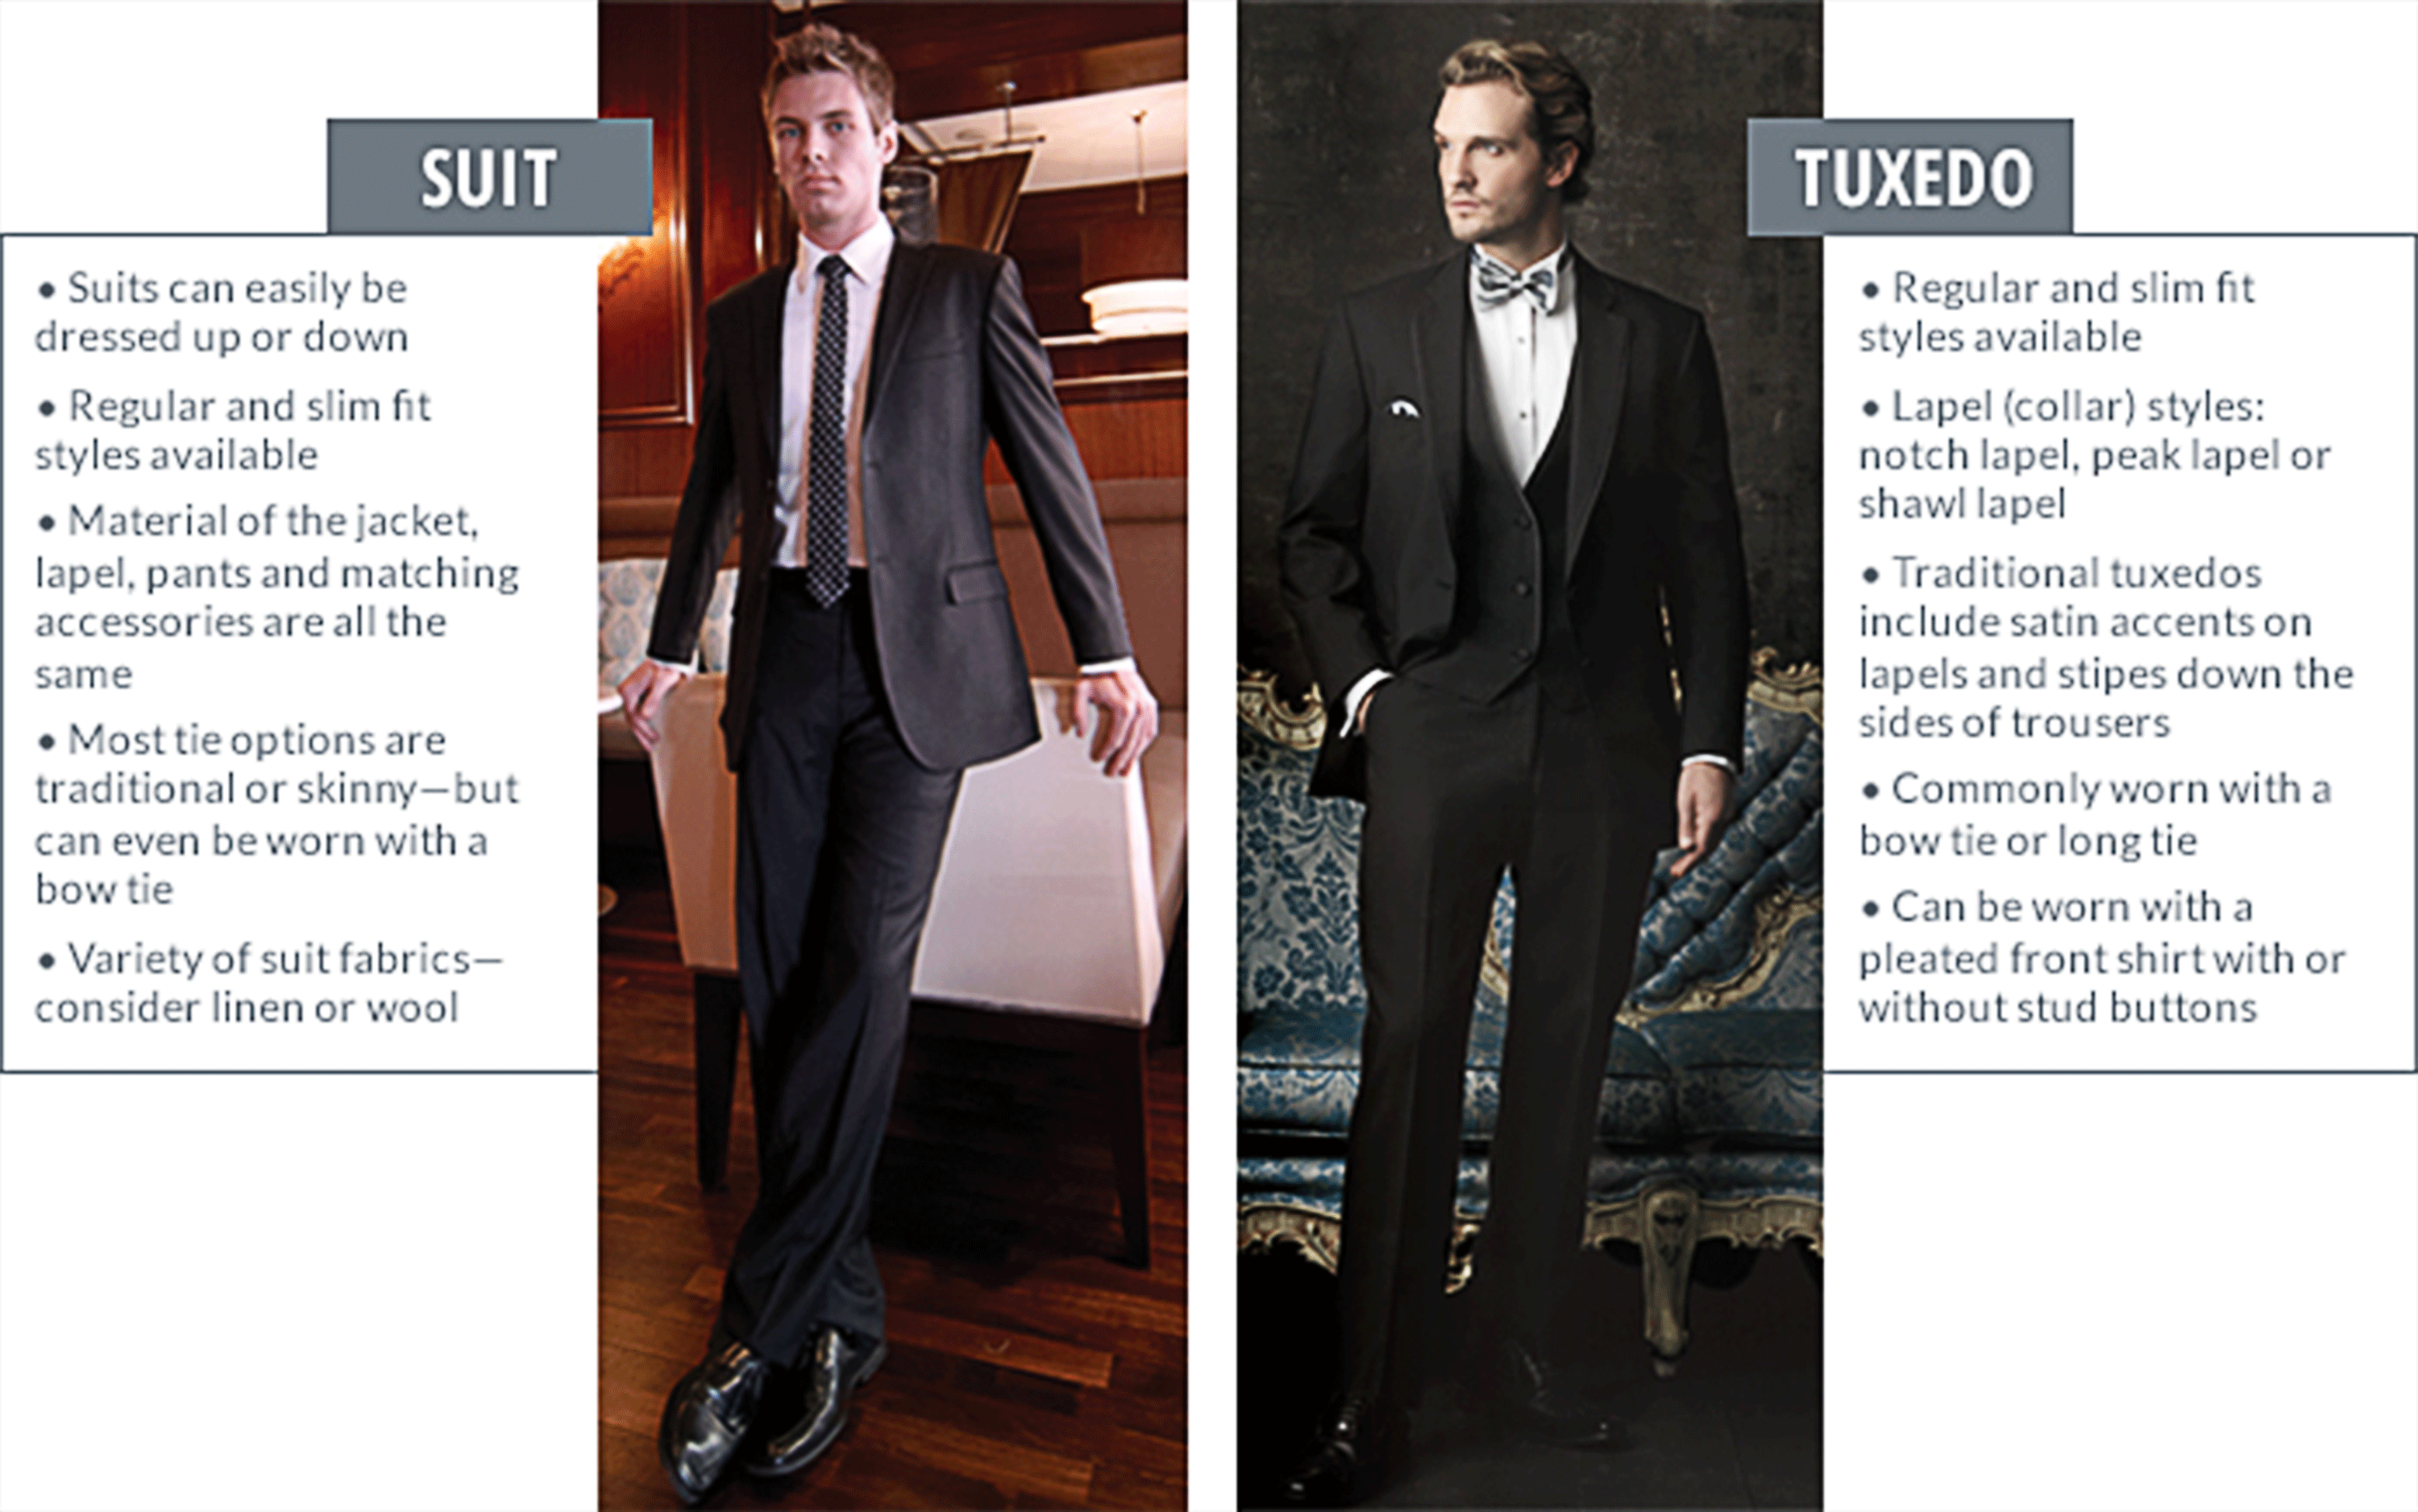 SUIT
• Suits can easily be
dressed up or down
• Regular and slim fit
styles available
• Material of the jacket,
lapel, pants and matching
accessories are all the
same
• Most tie options are
traditional or skinny—but
can even be worn with a
bow tie
• Variety of suit fabrics—
consider linen or wool
TUXEDO
• Regular and slim fit
styles available
• Lapel (collar) styles:
notch lapel, peak lapel or
shawl lapel
• Traditional tuxedos
include satin accents on
lapels and stipes down the
sides of trousers
• Commonly worn with a
bow tie or long tie
• Can be worn with a
pleated front shirt with or
without stud buttons